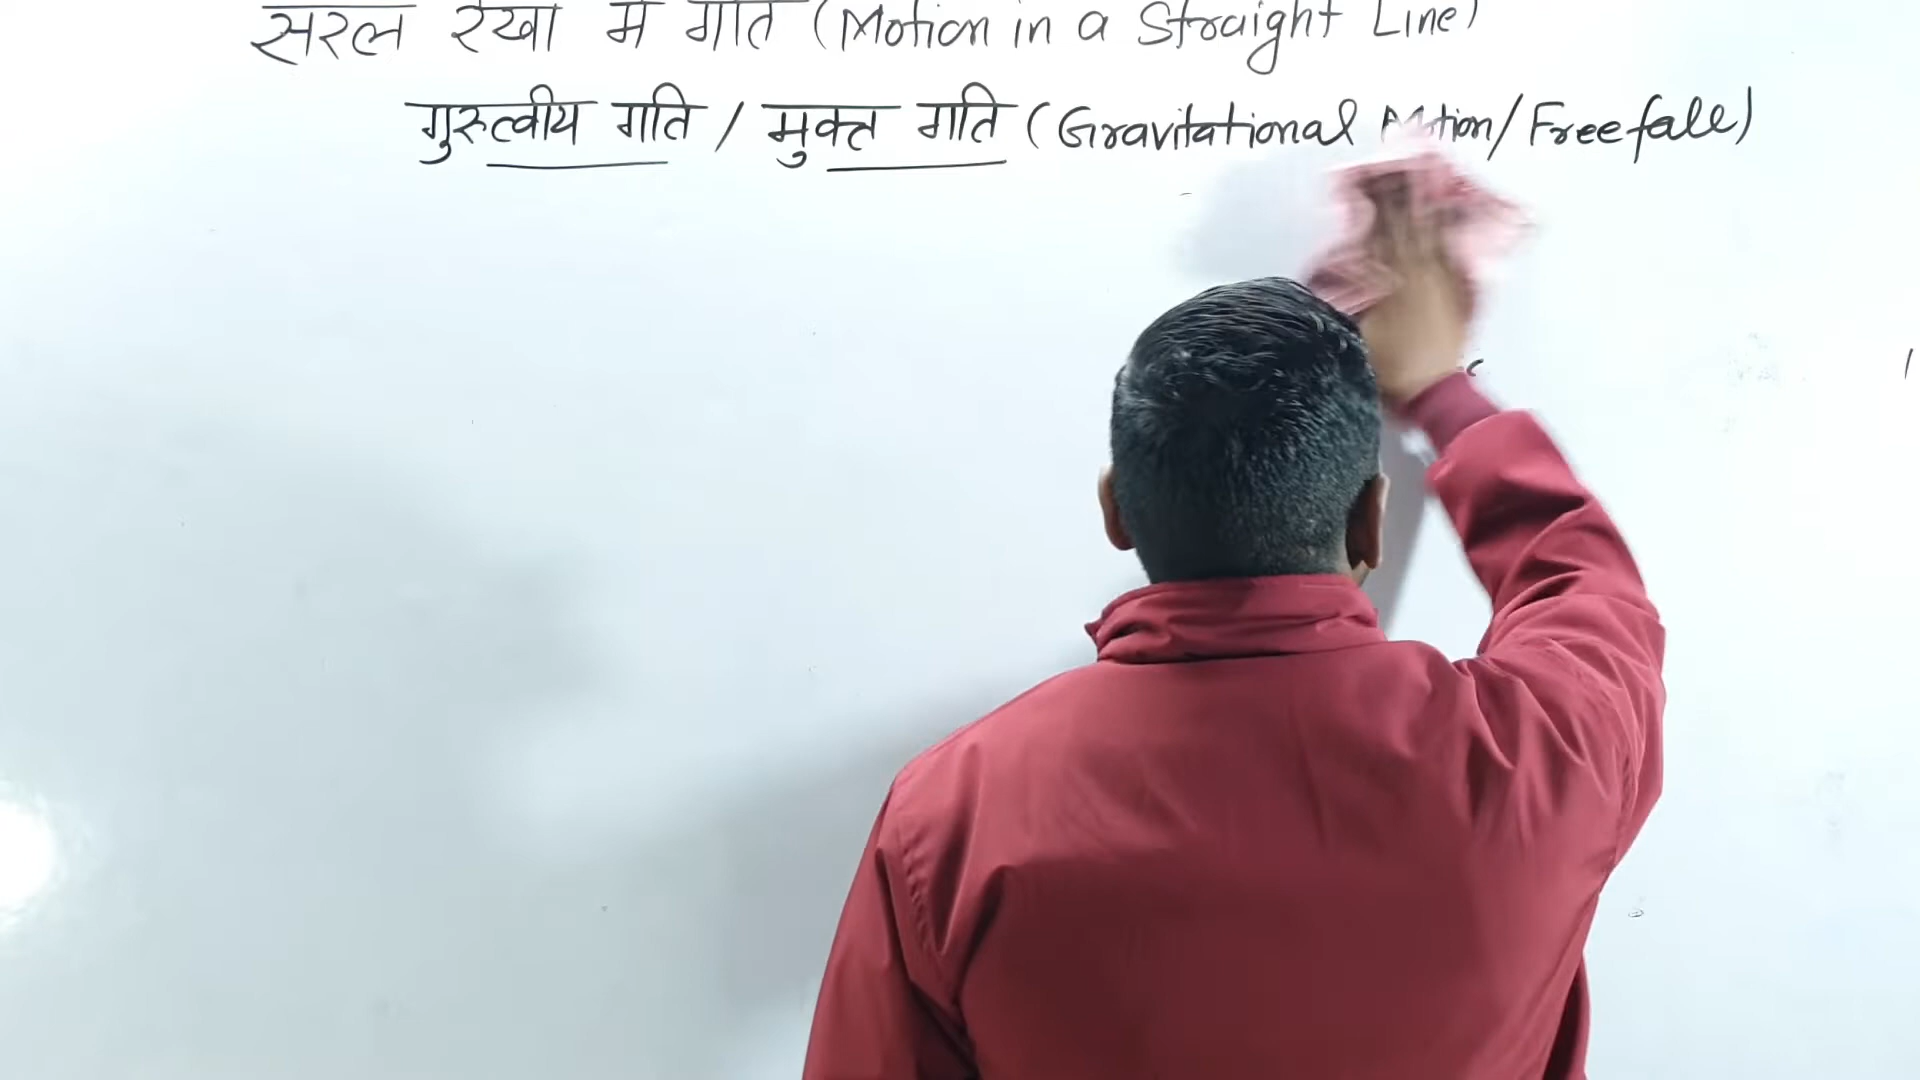 सरल रेखा में गति (Motion in a Straight Line)
गुरुत्वीय गति / मुक्त गति (Gravitational Motion/Freefall)